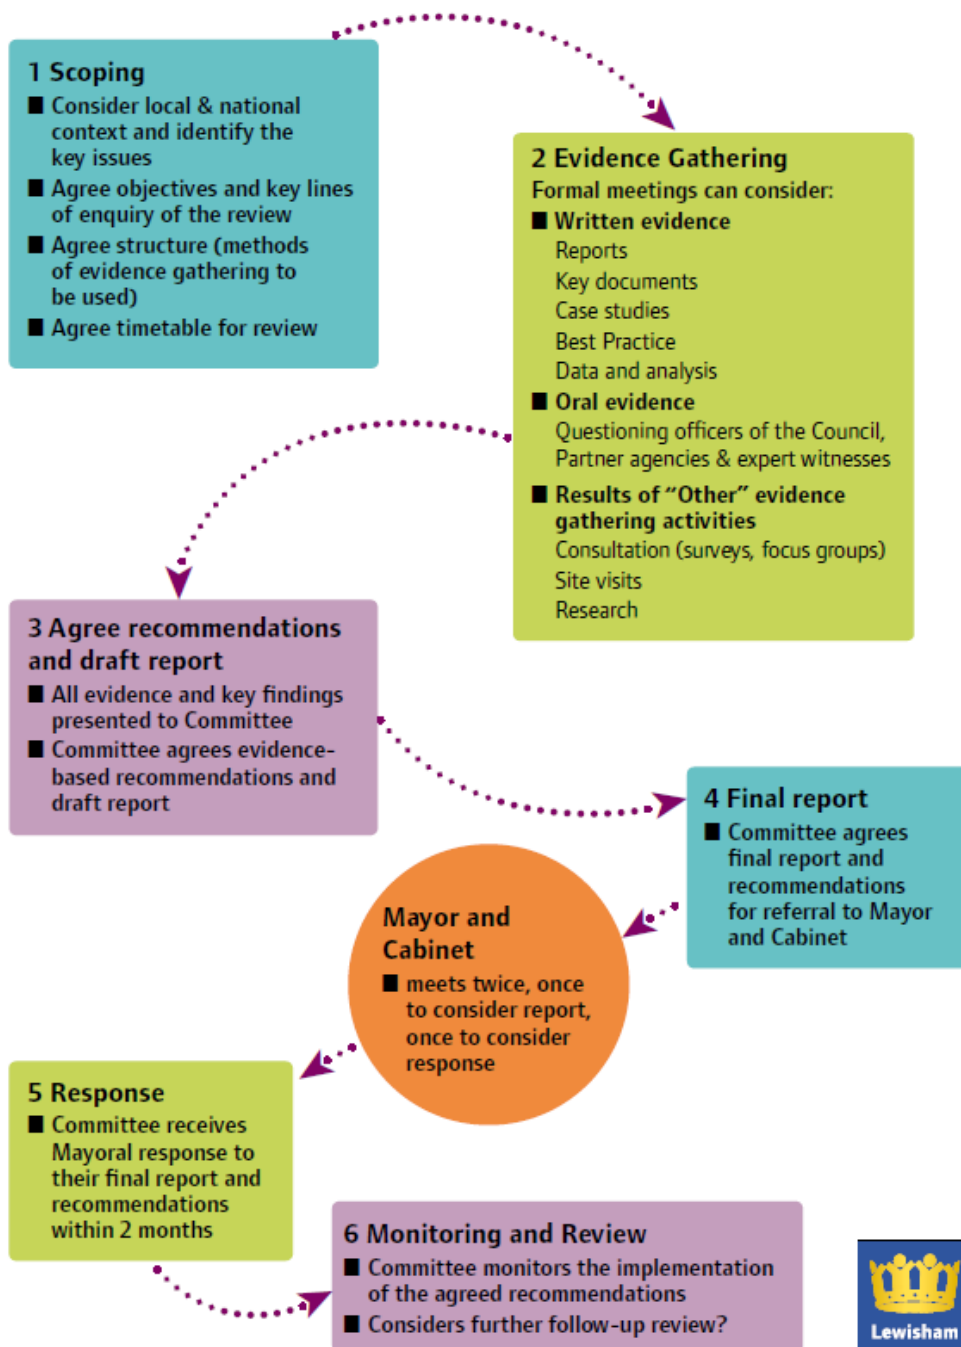 1 Scoping
■ Consider local & national
context and identify the
key issues
■ Agree objectives and key lines
of enquiry of the review
■ Agree structure (methods
of evidence gathering to
be used)
■ Agree timetable for review
2 Evidence Gathering
Formal meetings can consider:
■ Written evidence
Reports
Key documents
Case studies
Best Practice
Data and analysis
■ Oral evidence
Questioning officers of the Council,
Partner agencies & expert witnesses
■ Results of “Other” evidence
gathering activities
Consultation (surveys, focus groups)
Site visits
Research
3 Agree recommendations
and draft report
■ All evidence and key findings
presented to Committee
■ Committee agrees evidence-
based recommendations and
draft report
4 Final report
■ Committee agrees
final report and
recommendations
for referral to Mayor
and Cabinet
Mayor and
Cabinet
■ meets twice, once
to consider report,
once to consider
response
5 Response
■ Committee receives
Mayoral response to
their final report and
recommendations
within 2 months
6 Monitoring and Review
■ Committee monitors the implementation
of the agreed recommendations
■ Considers further follow-up review?
Lewisham